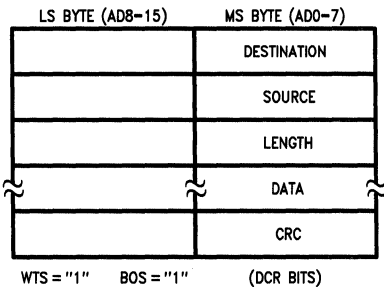 LS BYTE (AD8-15) MS BYTE (AD0-7)
DESTINATION
SOURCE
LENGTH
DATA
CRC
WTS = "1" BOS = "1" (DCR BITS)